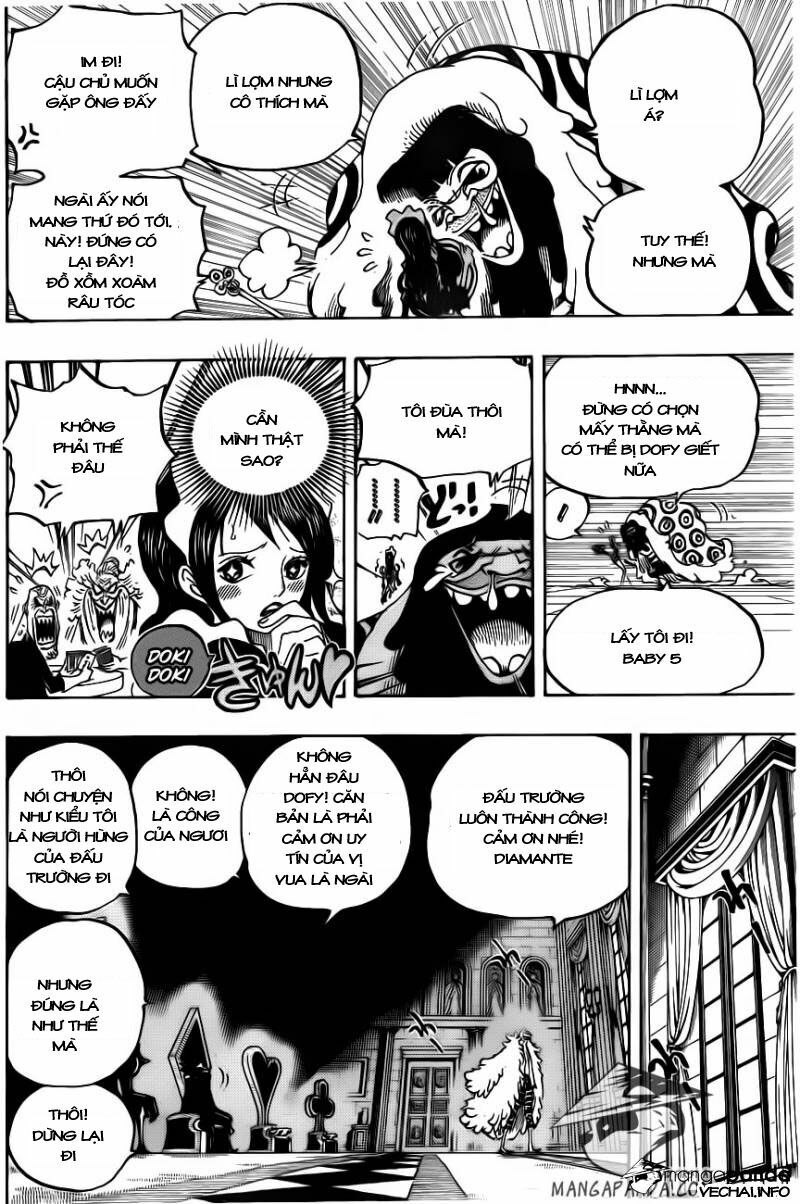 LÌ LỢM
Á?
TUY THẾ!
NHƯNG MÀ
LÌ LỢM NHƯNG
CÔ THÍCH MÀ
IM ĐI!
CẬU CHỦ MUỐN
GẶP ÔNG ĐẤY
NGÀI ẤY NÓI
MANG THỨ ĐÓ TỚI.
NÀY! ĐỨNG CÓ
LẠI ĐÂY!
ĐỒ XỒM XOÀM
RÂU TÓC
HNNN...
ĐỪNG CÓ CHỌN
MẤY THẰNG MÀ
CÓ THỂ BỊ DOFY GIẾT
NỮA
LẤY TÔI ĐI!
BABY 5
TÔI ĐÙA THÔI
MÀ!
どっ!!
CẦN
MÌNH THẬT
SAO?
KHÔNG
PHẢI THẾ
ĐÂU
DOKI
DOKI
きゅん♥
ĐẤU TRƯỜNG
LUÔN THÀNH CÔNG!
CẢM ƠN NHÉ!
DIAMANTE
KHÔNG
HẲN ĐÂU
DOFY! CĂN
BẢN LÀ PHẢI
CẢM ƠN UY
TÍN CỦA VỊ
VUA LÀ NGÀI
KHÔNG!
LÀ CÔNG
CỦA NGƯƠI
THÔI
NÓI CHUYỆN
NHƯ KIỂU TÔI
LÀ NGƯỜI HÙNG
CỦA ĐẤU
TRƯỜNG ĐI
NHƯNG
ĐÚNG LÀ
NHƯ THẾ
MÀ
THÔI!
DỪNG LẠI
ĐI
mangapanda
VECHAI.INFO